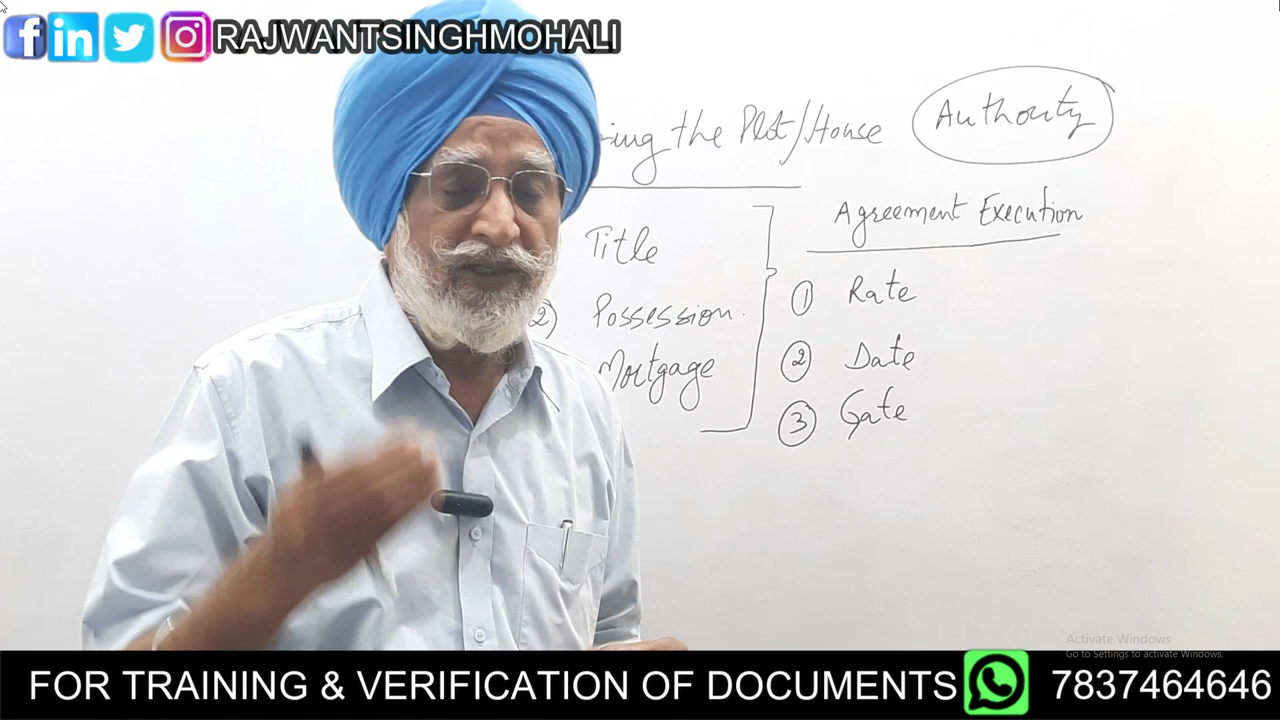 RAJWANTSINGHMOHALI
the Plot/House
Authority
Agreement Execution
Title
1 Rate
2) Possession.
2 Date
Mortgage
3 Gate
Activate Windows
Go to Settings to activate Windows.
FOR TRAINING & VERIFICATION OF DOCUMENTS 7837464646